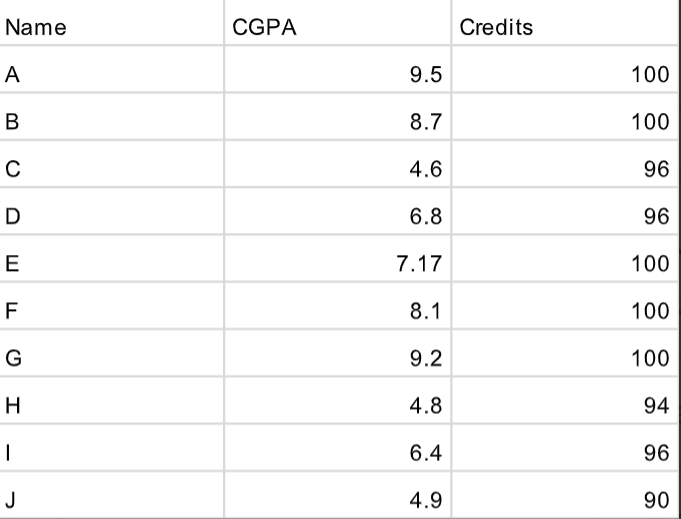 Name CGPA Credits
A 9.5 100
B 8.7 100
C 4.6 96
D 6.8 96
E 7.17 100
F 8.1 100
G 9.2 100
H 4.8 94
I 6.4 96
J 4.9 90